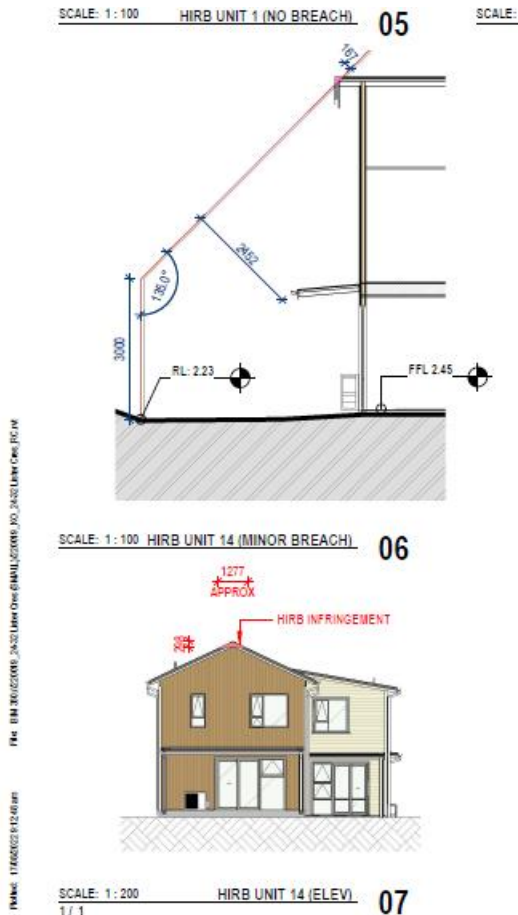 SCALE: 1 : 100 HIRB UNIT 1 (NO BREACH) 05
SCALE:
167
2452
135.0°
3000
RL: 2.23
FFL 2.45
SCALE: 1 : 100 HIRB UNIT 14 (MINOR BREACH) 06
1277
APPROX
HIRB INFRINGEMENT
SCALE: 1 : 200 HIRB UNIT 14 (ELEV) 07
1/ 1